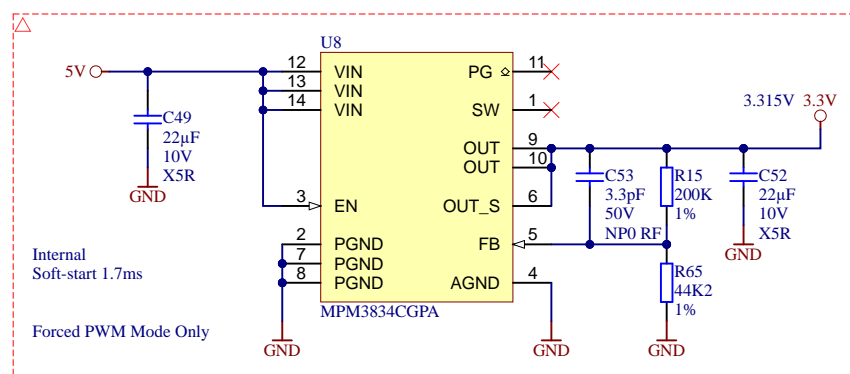 U8
5V
12 VIN
13 VIN
14 VIN
3 EN
2 PGND
7 PGND
8 PGND
PG 11
SW 1
OUT 9
OUT 10
OUT_S 6
FB 5
AGND 4
MPM3834CGPA
C49
22µF
10V
X5R
GND
GND
GND
C53
3.3pF
50V
NP0 RF
R15
200K
1%
R65
44K2
1%
GND
3.315V 3.3V
C52
22µF
10V
X5R
GND
Internal
Soft-start 1.7ms
Forced PWM Mode Only